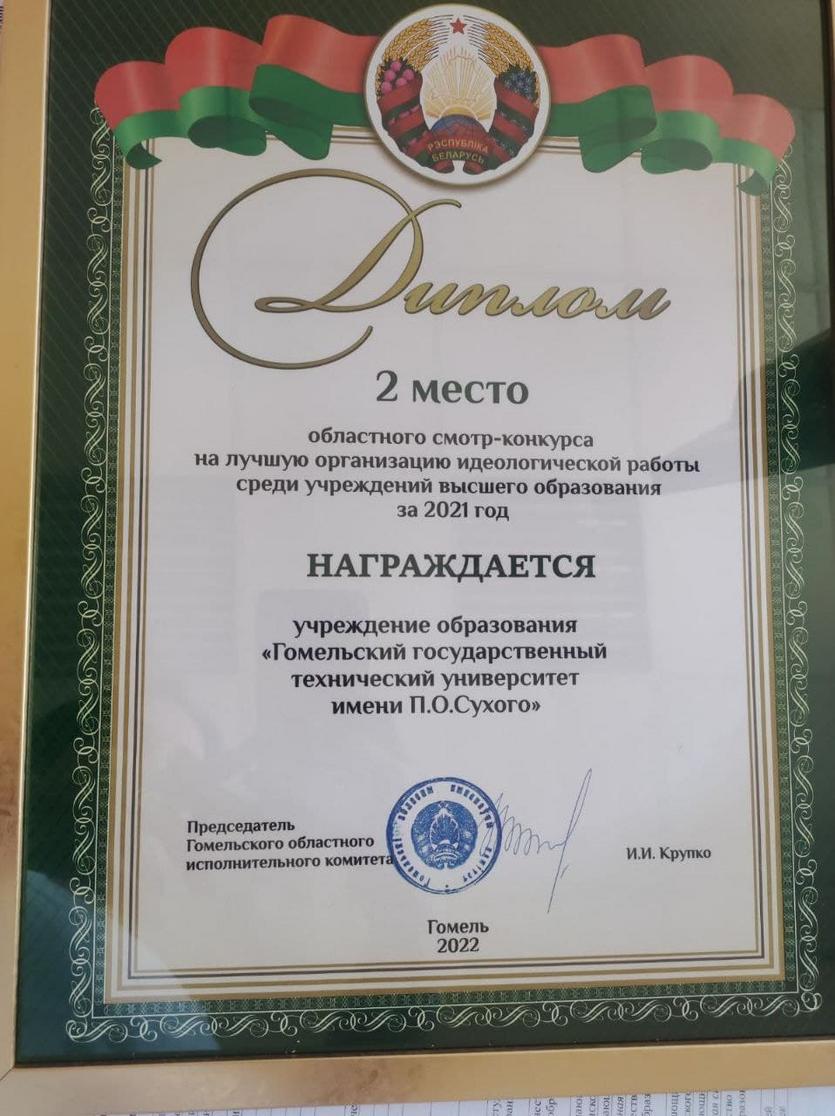 РЭСПУБЛІКА
БЕЛАРУСЬ
Диплом
2 место
областного смотр-конкурса
на лучшую организацию идеологической работы
среди учреждений высшего образования
за 2021 год
НАГРАЖДАЕТСЯ
учреждение образования
«Гомельский государственный
технический университет
имени П.О.Сухого»
Председатель
Гомельского областного
исполнительного комитета
И.И. Крупко
Гомель
2022